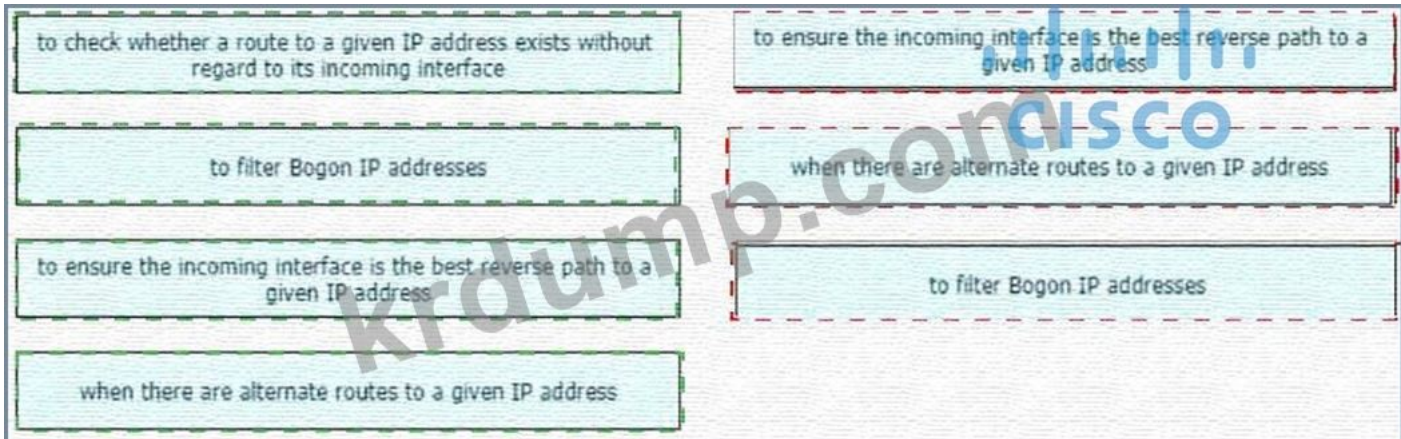 to check whether a route to a given IP address exists without
regard to its incoming interface
to filter Bogon IP addresses
to ensure the incoming interface is the best reverse path to a
given IP address
when there are alternate routes to a given IP address
to ensure the incoming interface is the best reverse path to a
given IP address
when there are alternate routes to a given IP address
to filter Bogon IP addresses
cisco
krdump.com